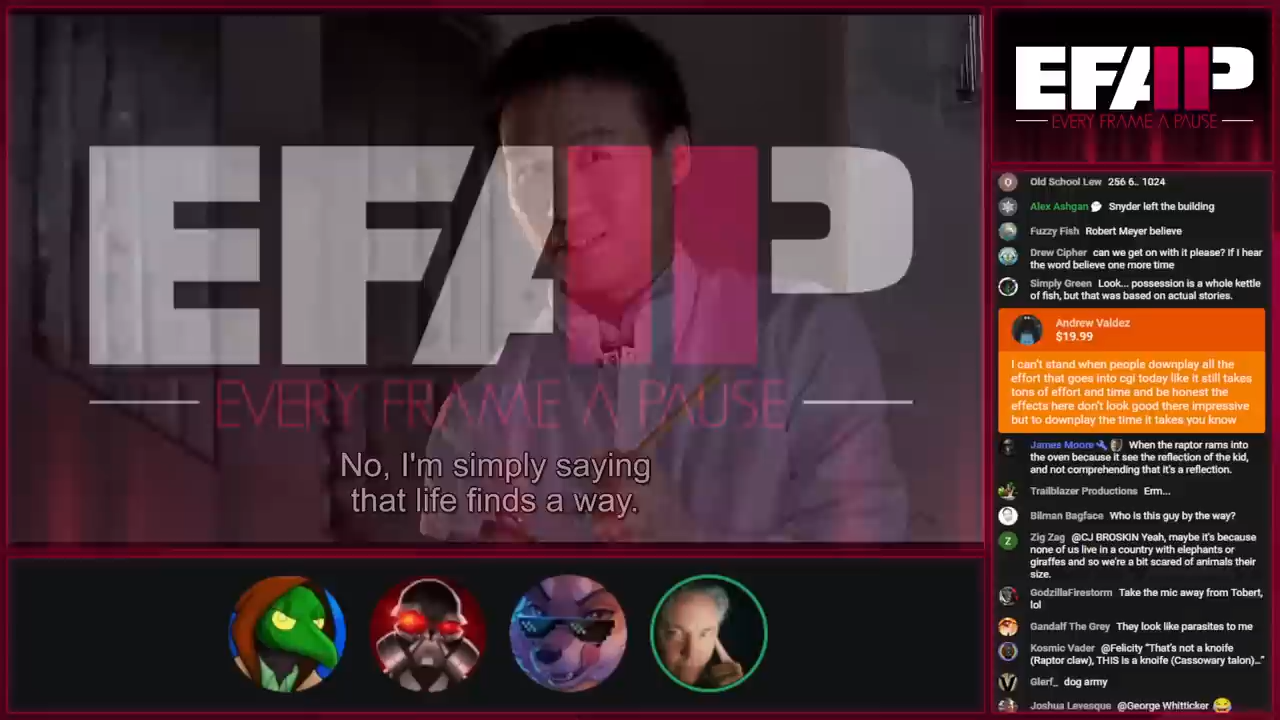 EFAP
EVERY FRAME A PAUSE
No, I'm simply saying
that life finds a way.
EFAP
EVERY FRAME A PAUSE
Old School Lew 256 6.. 1024
Alex Ashgan Snyder left the building
Fuzzy Fish Robert Meyer believe
Drew Cipher can we get on with it please? If I hear
the word believe one more time
Simply Green Look... possession is a whole kettle
of fish, but that was based on actual stories.
Andrew Valdez
$19.99
I can't stand when people downplay all the
effort that goes into cgi today like it still takes
tons of effort and time and be honest the
effects here don't look good there impressive
but to downplay the time it takes you know
James Moore When the raptor rams into
the oven because it see the reflection of the kid,
and not comprehending that it's a reflection.
Trailblazer Productions Erm...
Bilman Bagface Who is this guy by the way?
Z
Zig Zag @CJ BROSKIN Yeah, maybe it's because
none of us live in a country with elephants or
giraffes and so we're a bit scared of animals their
size.
GodzillaFirestorm Take the mic away from Tobert,
lol
Gandalf The Grey They look like parasites to me
Kosmic Vader @Felicity "That's not a knoife
(Raptor claw), THIS is a knoife (Cassowary talon)..."
Glerf_ dog army
Joshua Levesque @George Whitticker